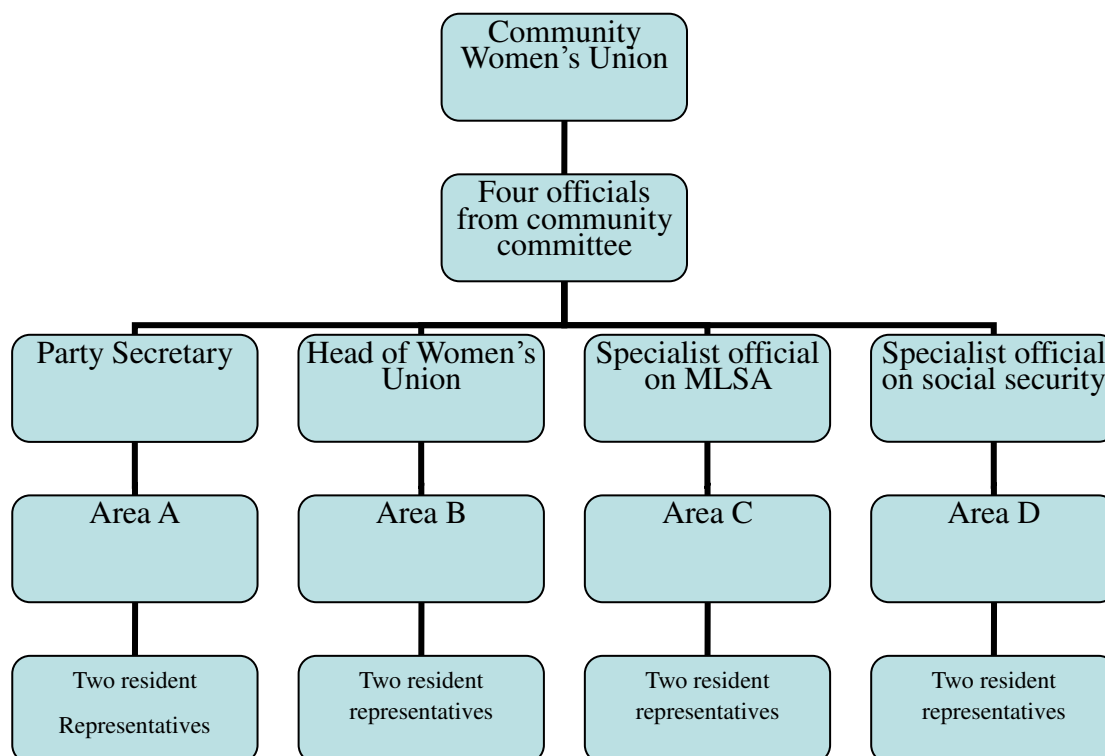 Community
Women's Union
Four officials
from community
committee
Party Secretary
Head of Women's
Union
Specialist official
on MLSA
Specialist official
on social security
Area A
Area B
Area C
Area D
Two resident
Representatives
Two resident
representatives
Two resident
representatives
Two resident
representatives